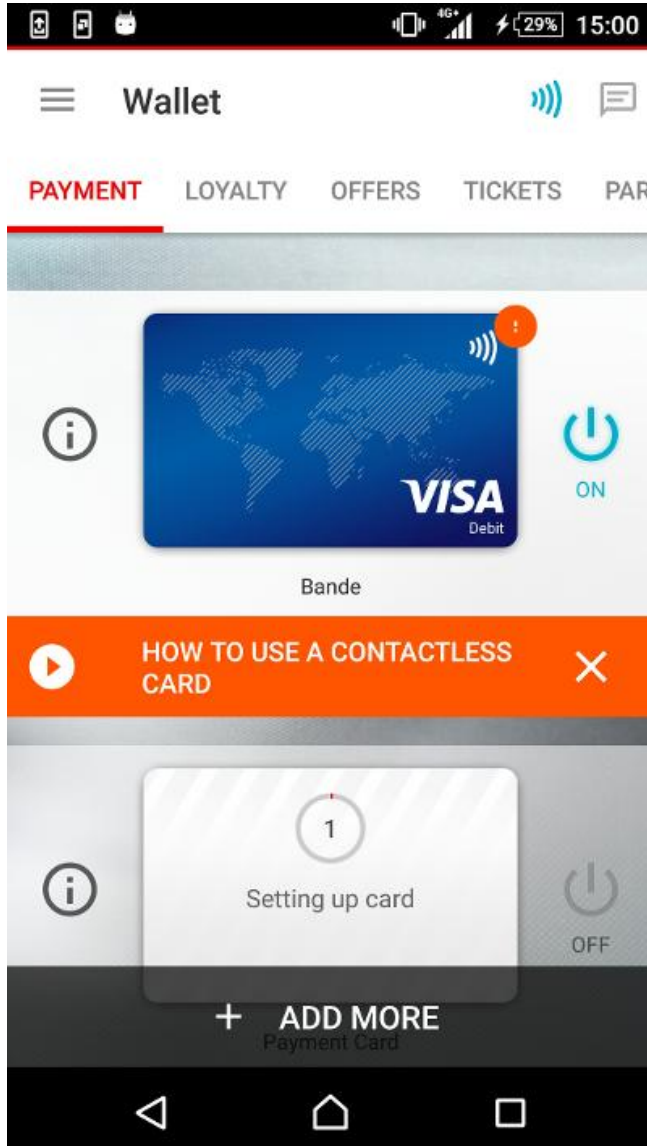 4G+
29%
15:00
Wallet
PAYMENT
LOYALTY
OFFERS
TICKETS
PAR
VISA
Debit
ON
Bande
HOW TO USE A CONTACTLESS
CARD
1
Setting up card
OFF
+ ADD MORE
Payment Card